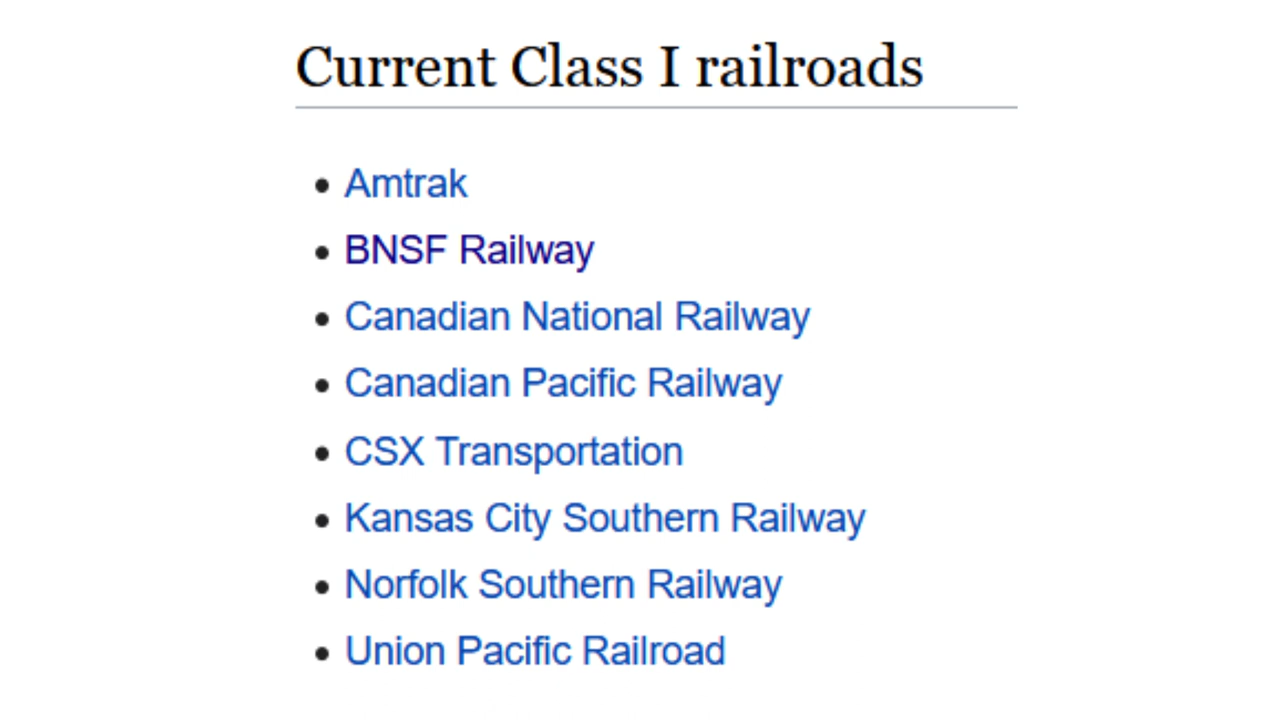 Current Class I railroads
Amtrak
BNSF Railway
Canadian National Railway
Canadian Pacific Railway
CSX Transportation
Kansas City Southern Railway
Norfolk Southern Railway
Union Pacific Railroad